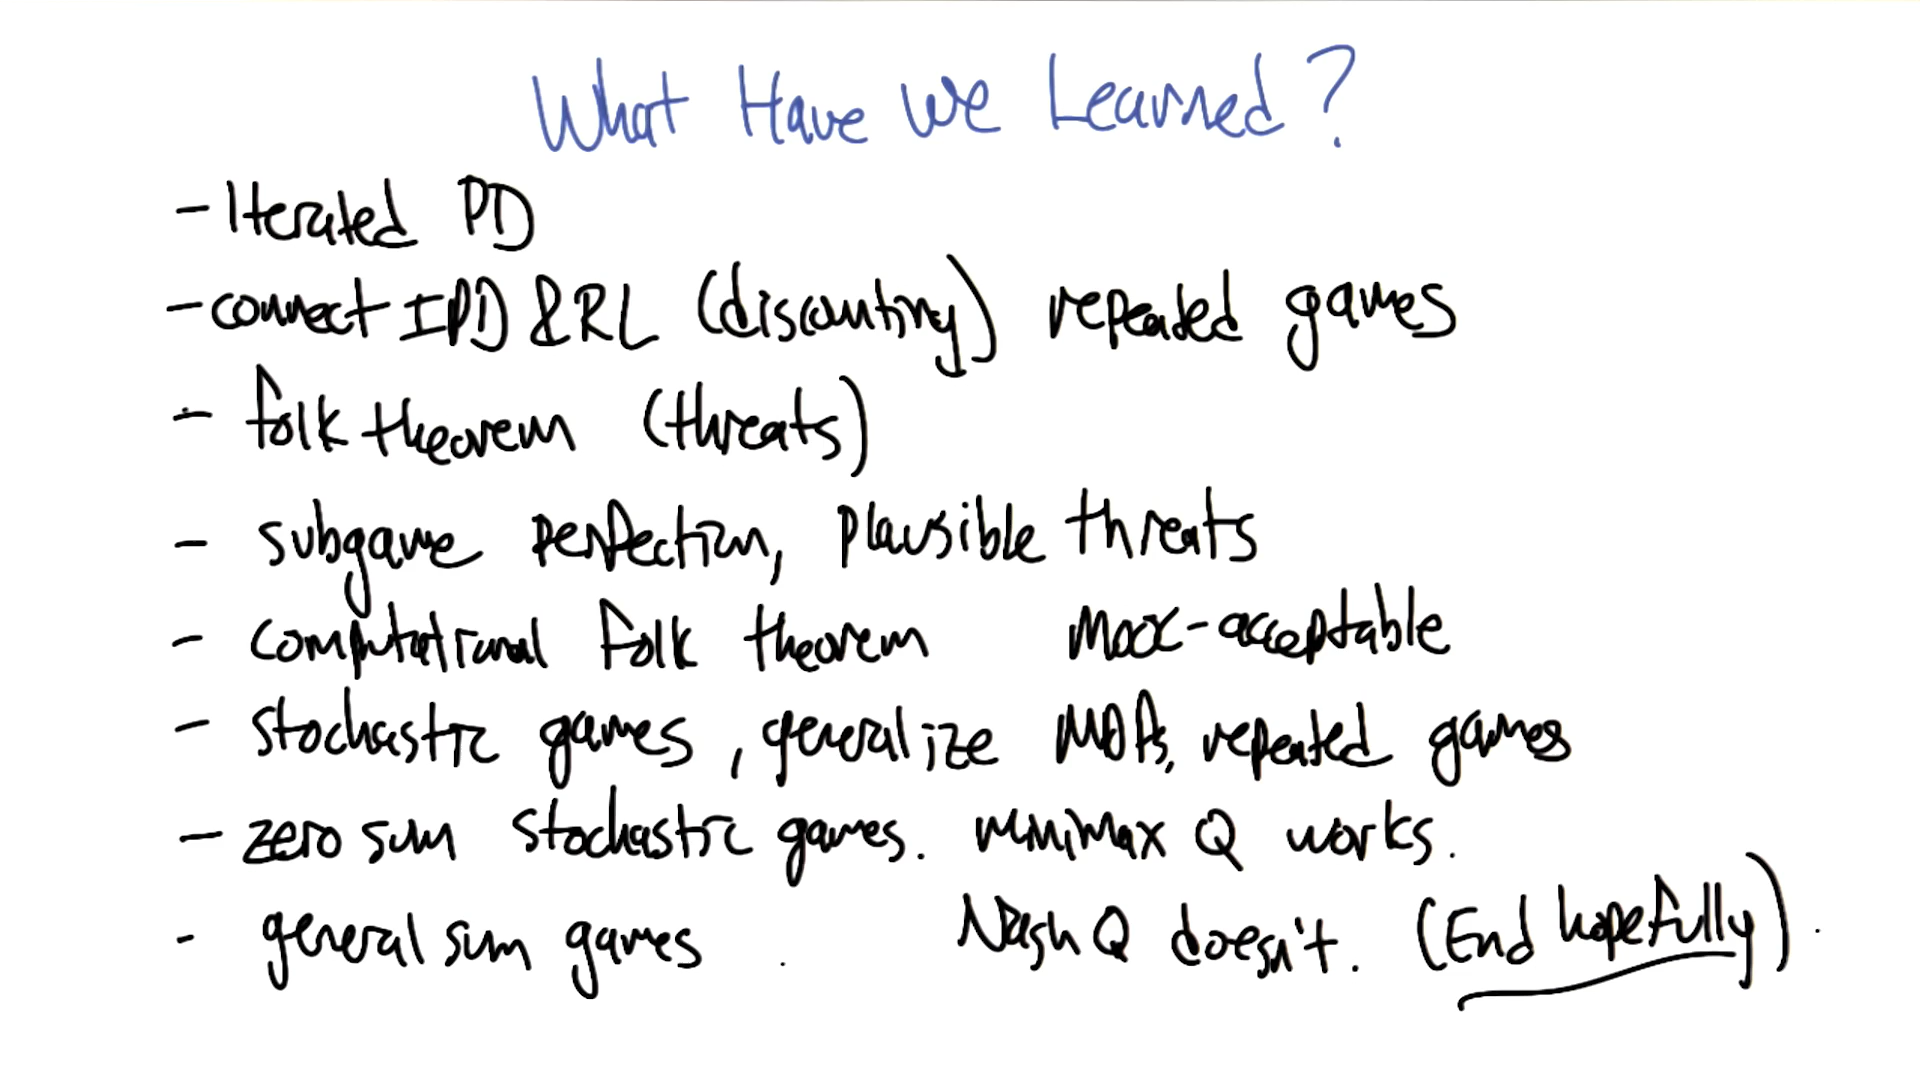 What Have We Learned?
- Iterated PD
- connect IPD & RL (discounting) repeated games
- folk theorem (threats)
- subgame perfection, plausible threats
- computational folk theorem Moox-acceptable
- stochastic games, generalize MDPs, repeated games
- zero sum stochastic games. minimax Q works.
- general sum games Nash Q doesn't. (End hopefully).